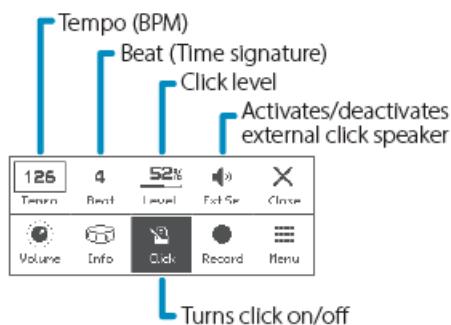 Tempo (BPM)
Beat (Time signature)
Click level
Activates/deactivates
external click speaker
126 4 52% Close
Tempo Beat Level Ext Se
Volume Info Click Record Menu
Turns click on/off